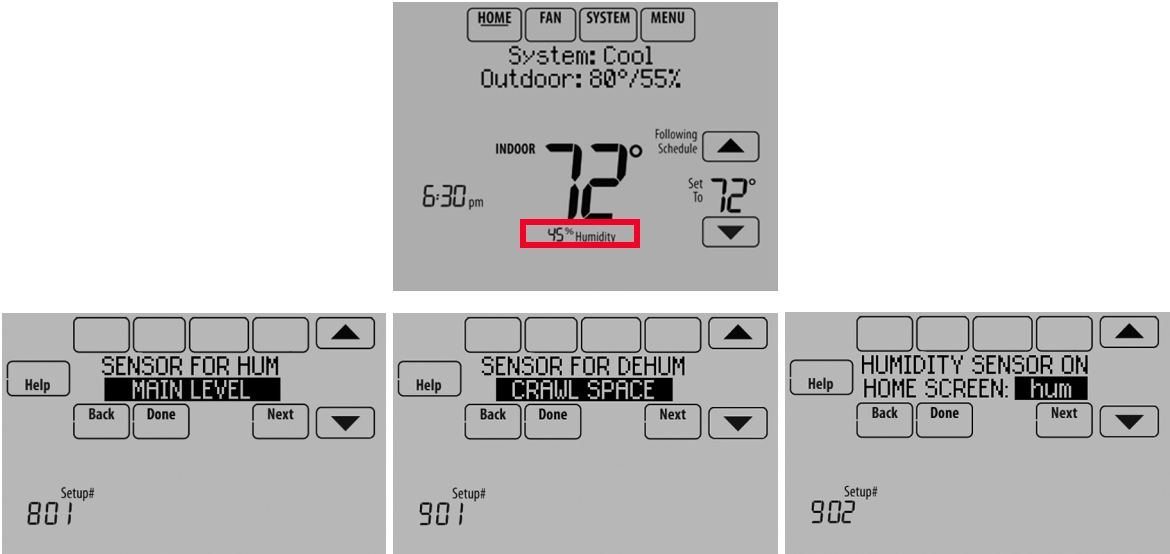 HOME FAN SYSTEM MENU
System: Cool
Outdoor: 80°/55%
Following
Schedule
INDOOR 72°
Set
To 72°
6:30 pm
45% Humidity
SENSOR FOR HUM
MAIN LEVEL
Help
Back Done Next
Setup#
801
SENSOR FOR DEHUM
CRAWL SPACE
Help
Back Done Next
Setup#
901
HUMIDITY SENSOR ON
HOME SCREEN: hum
Help
Back Done Next
Setup#
902